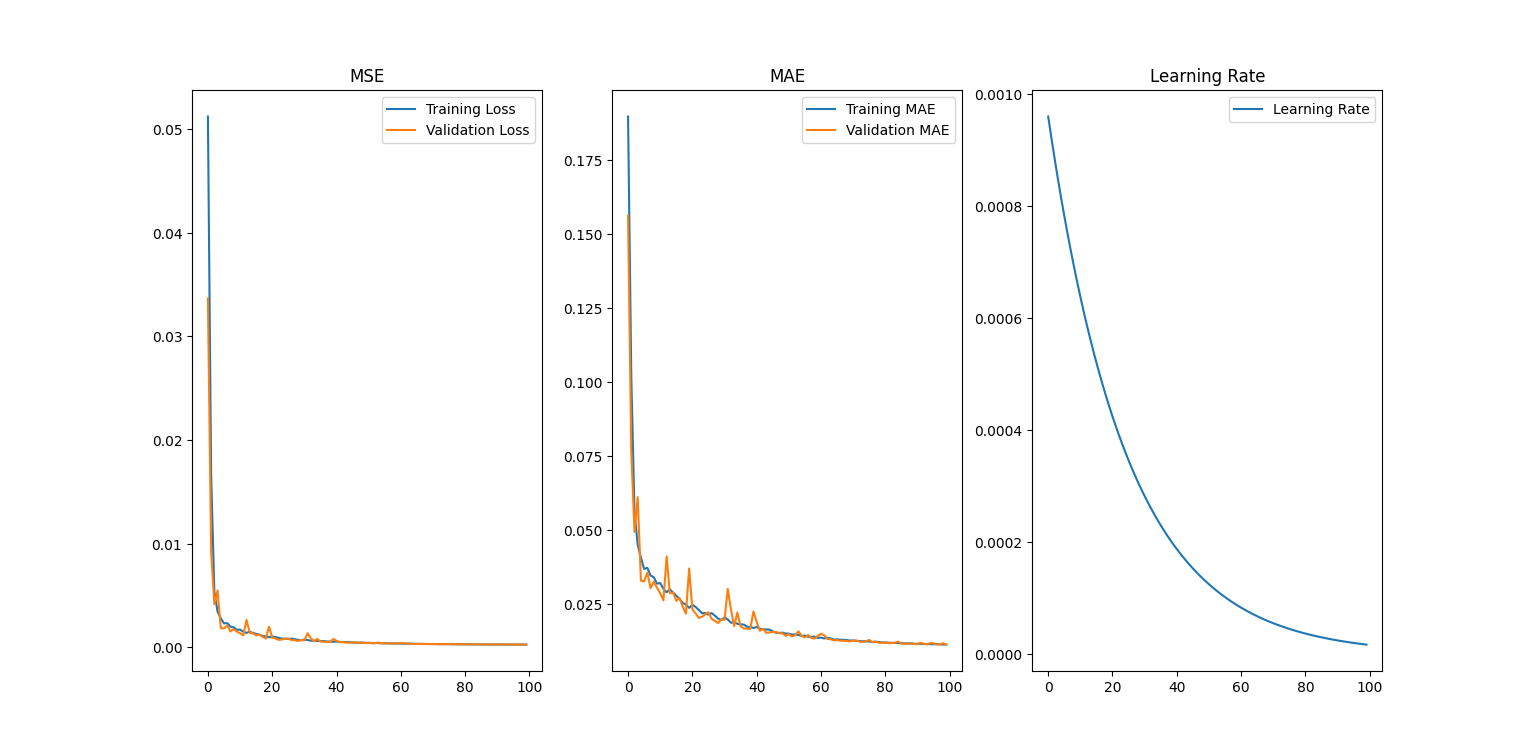 MSE
Training Loss
Validation Loss
0.05
0.04
0.03
0.02
0.01
0.00
0 20 40 60 80 100
MAE
Training MAE
Validation MAE
0.175
0.150
0.125
0.100
0.075
0.050
0.025
0 20 40 60 80 100
Learning Rate
Learning Rate
0.0010
0.0008
0.0006
0.0004
0.0002
0.0000
0 20 40 60 80 100